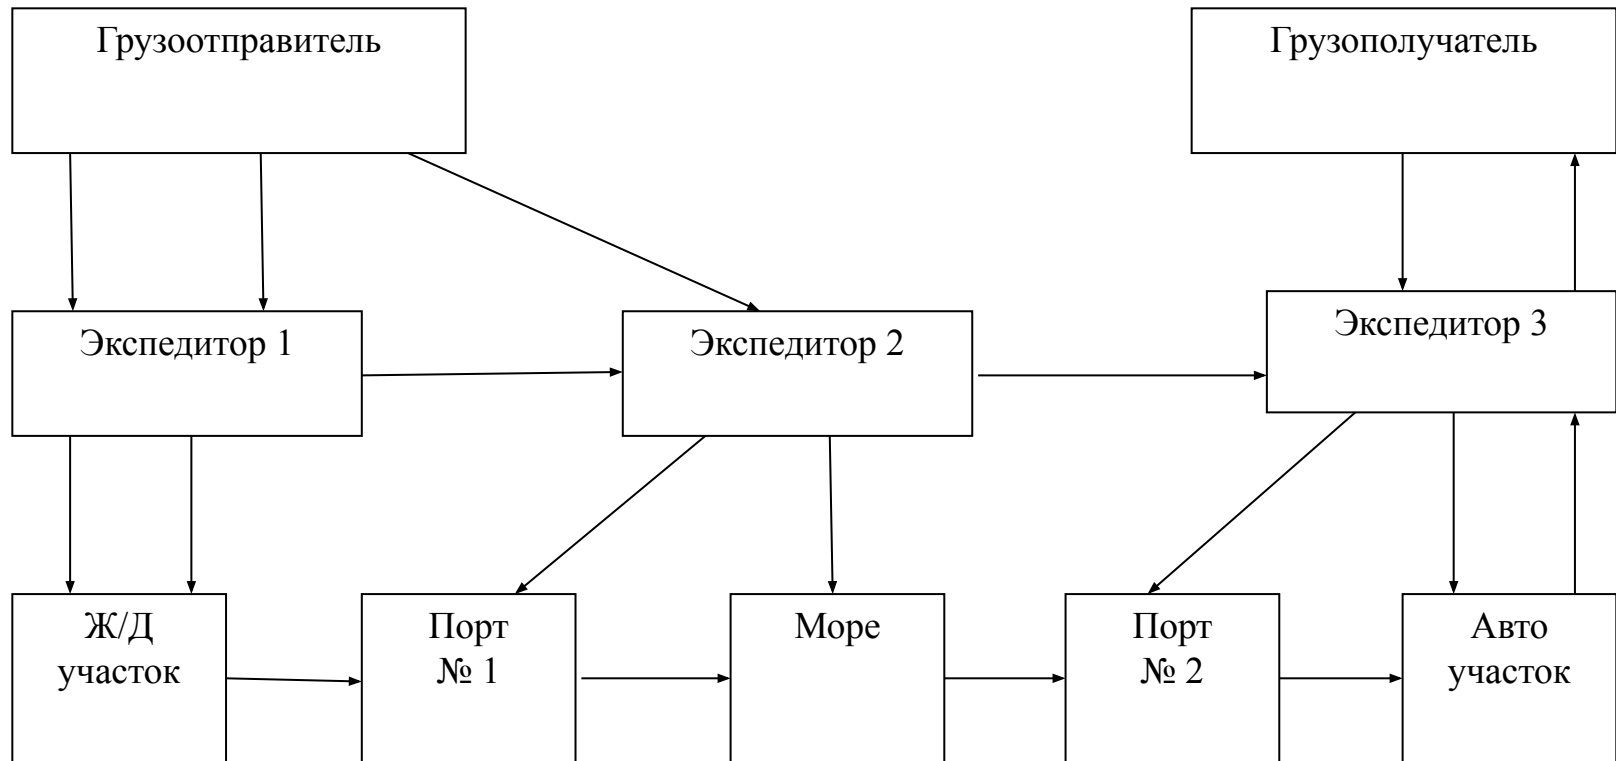 Грузоотправитель
Грузополучатель
Экспедитор 1
Экспедитор 2
Экспедитор 3
Ж/Д
участок
Порт
№ 1
Море
Порт
№ 2
Авто
участок